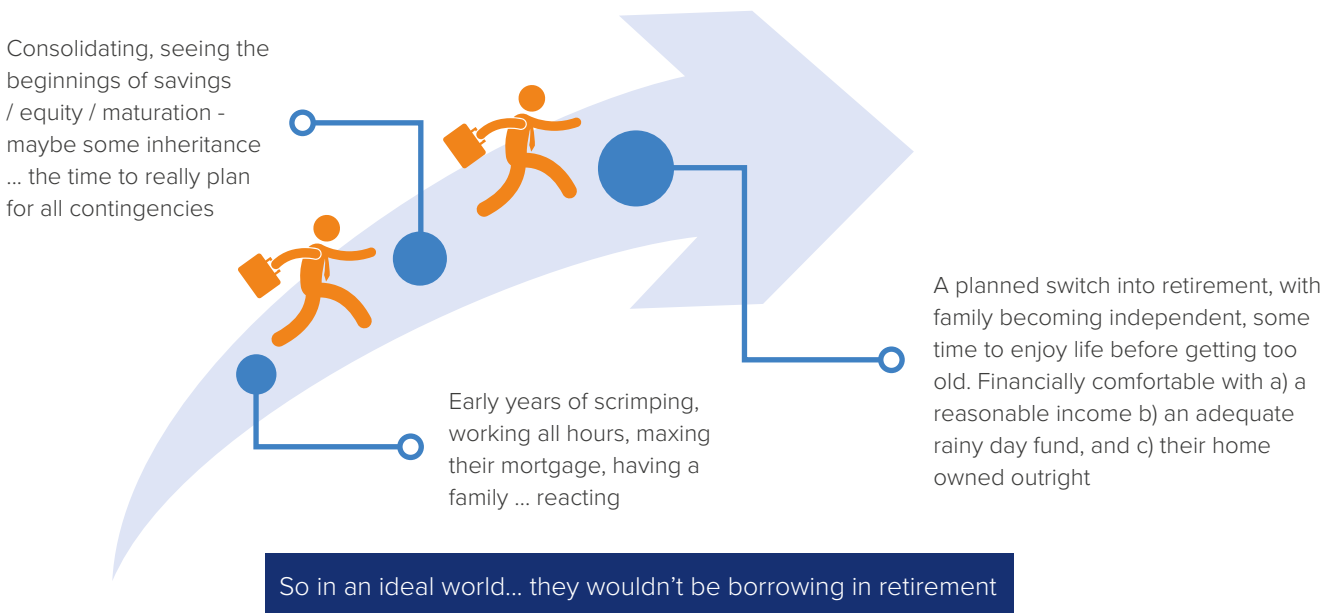 Consolidating, seeing the
beginnings of savings
/ equity / maturation -
maybe some inheritance
... the time to really plan
for all contingencies
Early years of scrimping,
working all hours, maxing
their mortgage, having a
family ... reacting
A planned switch into retirement, with
family becoming independent, some
time to enjoy life before getting too
old. Financially comfortable with a) a
reasonable income b) an adequate
rainy day fund, and c) their home
owned outright
So in an ideal world... they wouldn’t be borrowing in retirement